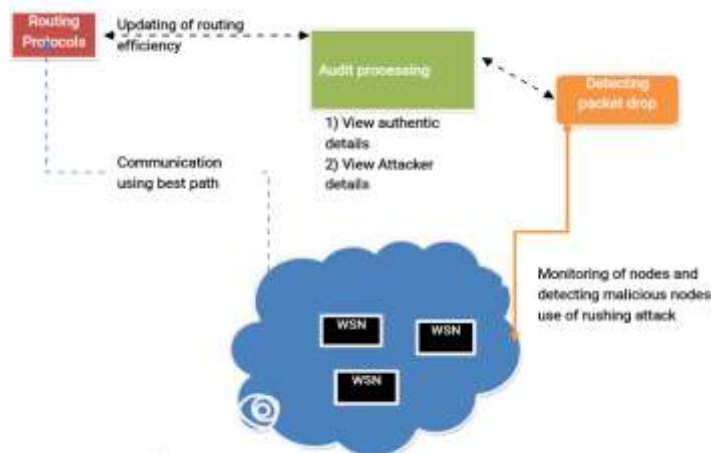 Routing
Protocols
Updating of routing
efficiency
Audit processing
Detecting
packet drop
1) View authentic
details
2) View Attacker
details
Communication
using best path
Monitoring of nodes and
detecting malicious nodes
use of rushing attack
WSN
WSN
WSN